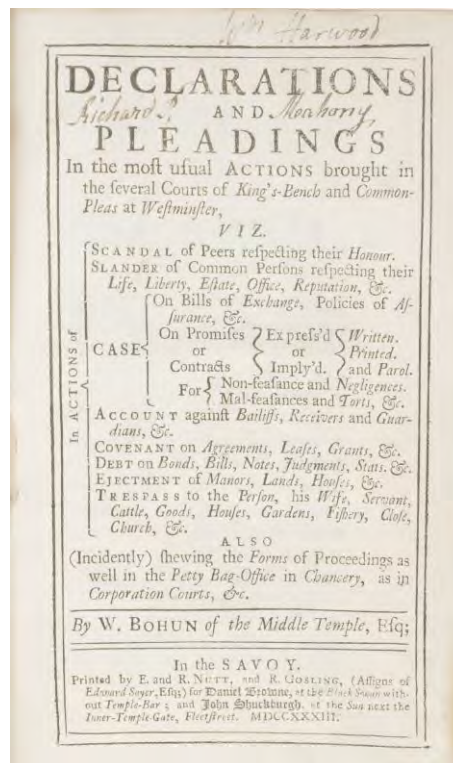 Wm Harwood
DECLARATIONS
Richard P. AND Meahony,
PLEADINGS
In the moſt uſual ACTIONS brought in
the ſeveral Courts of King's-Bench and Common-
Pleas at Weſtminſter,
VIZ.
In ACTIONS of
SCANDAL of Peers reſpecting their Honour.
SLANDER of Common Perſons reſpecting their
Life, Liberty, Eſtate, Office, Reputation, &c.
CASE
On Bills of Exchange, Policies of Aſ-
ſurance, &c.
On Promiſes or Contracts
Expreſs'd or Imply'd.
Written. Printed. and Parol.
For Non-feaſance and Negligences.
Mal-feaſances and Torts, &c.
ACCOUNT againſt Bailiffs, Receivers and Guar-
dians, &c.
COVENANT on Agreements, Leaſes, Grants, &c.
DEBT on Bonds, Bills, Notes, Judgments, Stats. &c.
EJECTMENT of Manors, Lands, Houſes, &c.
TRESPASS to the Perſon, his Wife, Servant,
Cattle, Goods, Houſes, Gardens, Fiſhery, Cloſe,
Church, &c.
ALSO
(Incidently) ſhewing the Forms of Proceedings as
well in the Petty Bag-Office in Chancery, as in
Corporation Courts, &c.
By W. BOHUN of the Middle Temple, Eſq;
In the SAVOY.
Printed by E. and R. NUTT, and R. GOSLING, (Aſſigns of
Edward Sayer, Eſq;) for Daniel Browne, at the Black Swan with-
out Temple-Bar; and John Shuckburgh, at the Sun next the
Inner-Temple-Gate, Fleetſtreet. MDCCXXXIII.